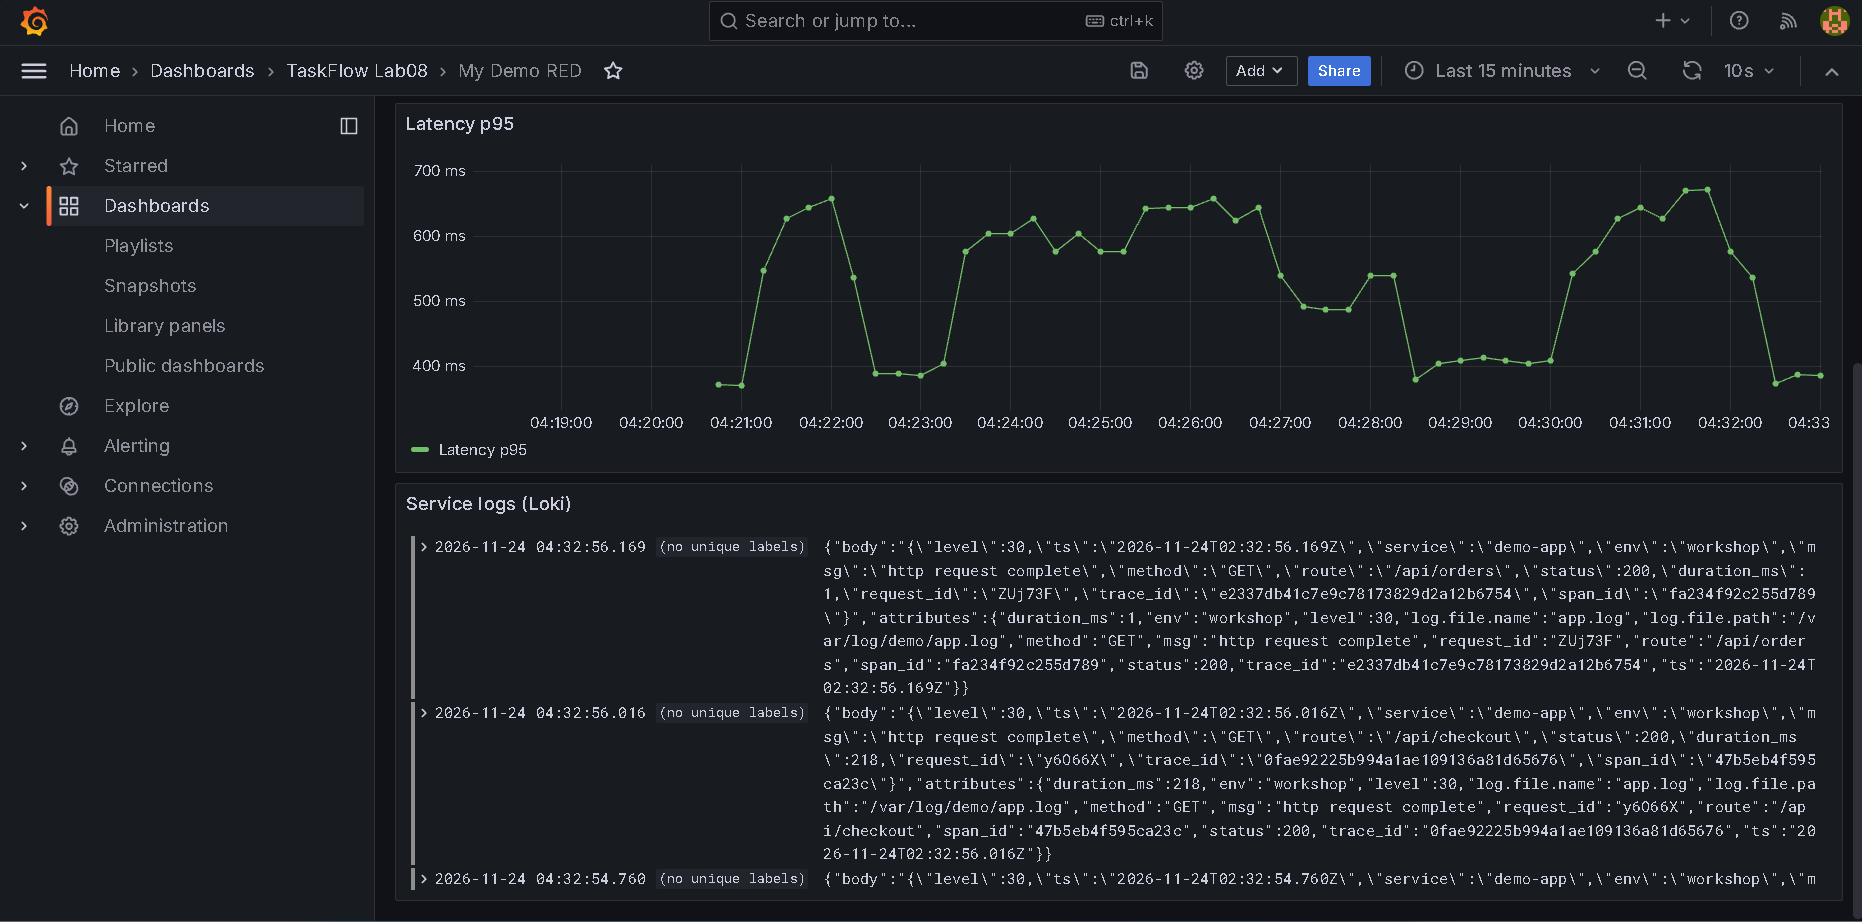 Search or jump to...
ctrl+k
Home › Dashboards › TaskFlow Lab08 › My Demo RED
Add
Share
Last 15 minutes
10s
Home
Starred
Dashboards
Playlists
Snapshots
Library panels
Public dashboards
Explore
Alerting
Connections
Administration
Latency p95
700 ms
600 ms
500 ms
400 ms
04:19:00 04:20:00 04:21:00 04:22:00 04:23:00 04:24:00 04:25:00 04:26:00 04:27:00 04:28:00 04:29:00 04:30:00 04:31:00 04:32:00 04:33
Latency p95
Service logs (Loki)
2026-11-24 04:32:56.169 (no unique labels) {"body":"{\"level\":30,\"ts\":\"2026-11-24T02:32:56.169Z\",\"service\":\"demo-app\",\"env\":\"workshop\",\"m
sg\":\"http request complete\",\"method\":\"GET\",\"route\":\"/api/orders\",\"status\":200,\"duration_ms\":
1,\"request_id\":\"ZUj73F\",\"trace_id\":\"e2337db41c7e9c78173829d2a12b6754\",\"span_id\":\"fa234f92c255d789
\"}","attributes":{"duration_ms":1,"env":"workshop","level":30,"log.file.name":"app.log","log.file.path":"/v
ar/log/demo/app.log","method":"GET","msg":"http request complete","request_id":"ZUj73F","route":"/api/order
s","span_id":"fa234f92c255d789","status":200,"trace_id":"e2337db41c7e9c78173829d2a12b6754","ts":"2026-11-24T
02:32:56.169Z"}}
2026-11-24 04:32:56.016 (no unique labels) {"body":"{\"level\":30,\"ts\":\"2026-11-24T02:32:56.016Z\",\"service\":\"demo-app\",\"env\":\"workshop\",\"m
sg\":\"http request complete\",\"method\":\"GET\",\"route\":\"/api/checkout\",\"status\":200,\"duration_ms
\":218,\"request_id\":\"y6O66X\",\"trace_id\":\"0fae92225b994a1ae109136a81d65676\",\"span_id\":\"47b5eb4f595
ca23c\"}","attributes":{"duration_ms":218,"env":"workshop","level":30,"log.file.name":"app.log","log.file.pa
th":"/var/log/demo/app.log","method":"GET","msg":"http request complete","request_id":"y6O66X","route":"/ap
i/checkout","span_id":"47b5eb4f595ca23c","status":200,"trace_id":"0fae92225b994a1ae109136a81d65676","ts":"20
26-11-24T02:32:56.016Z"}}
2026-11-24 04:32:54.760 (no unique labels) {"body":"{\"level\":30,\"ts\":\"2026-11-24T02:32:54.760Z\",\"service\":\"demo-app\",\"env\":\"workshop\",\"m